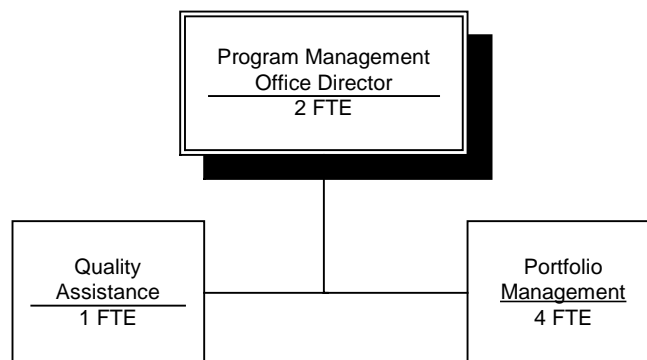 Program Management
Office Director
2 FTE
Quality
Assistance
1 FTE
Portfolio
Management
4 FTE